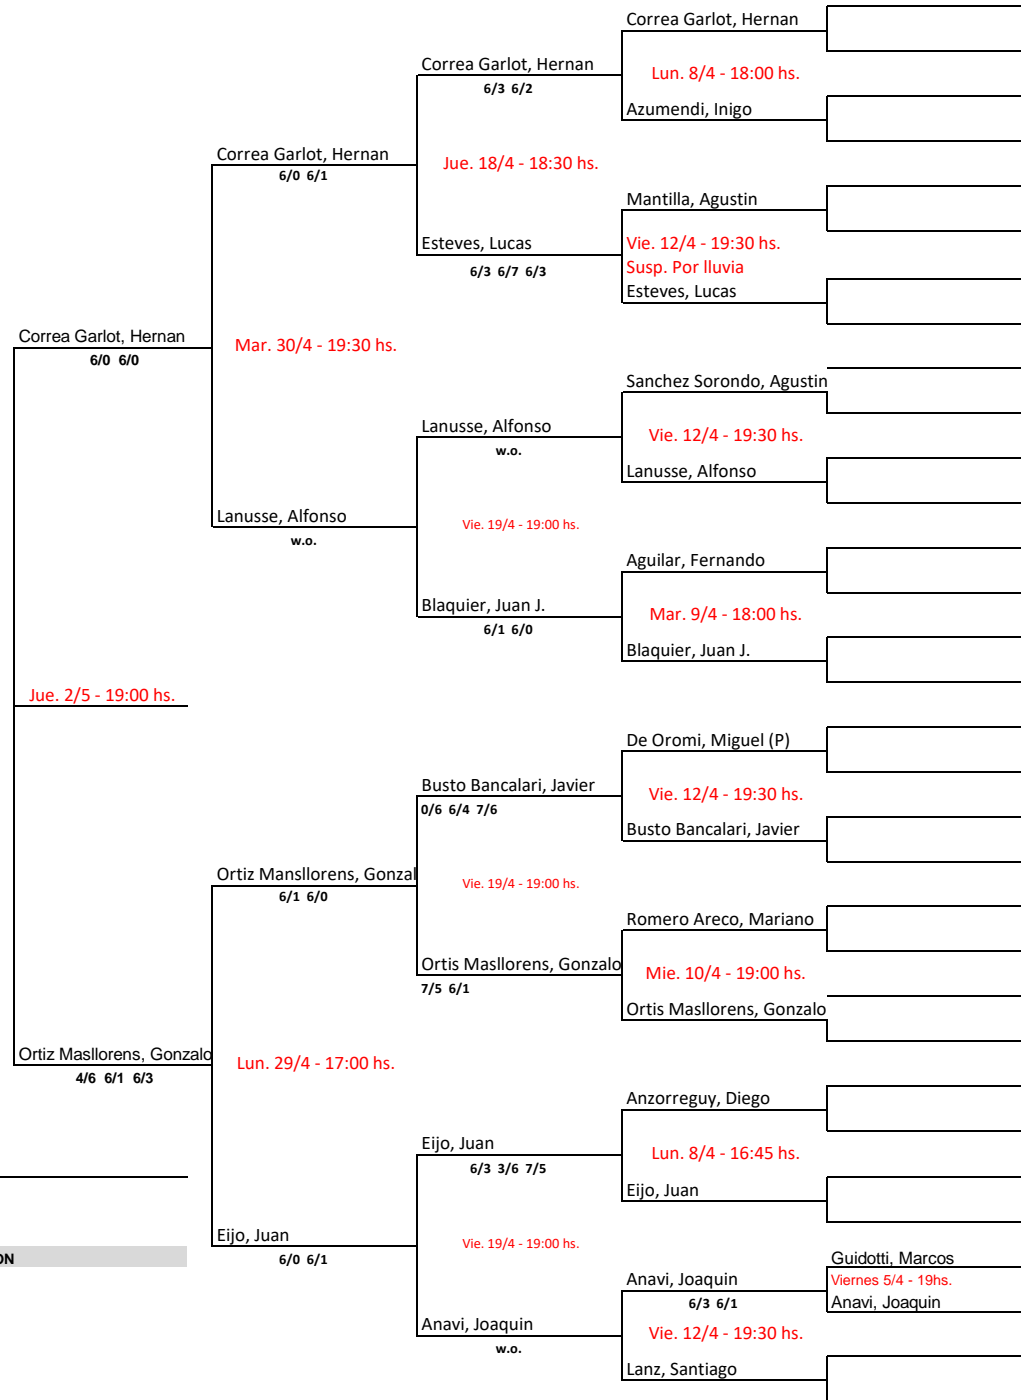 Correa Garlot, Hernan
Correa Garlot, Hernan
Lun. 8/4 - 18:00 hs.
6/3 6/2
Azumendi, Inigo
Correa Garlot, Hernan
Jue. 18/4 - 18:30 hs.
6/0 6/1
Mantilla, Agustin
Esteves, Lucas
Vie. 12/4 - 19:30 hs.
6/3 6/7 6/3
Susp. Por lluvia
Esteves, Lucas
Correa Garlot, Hernan
Mar. 30/4 - 19:30 hs.
6/0 6/0
Sanchez Sorondo, Agustin
Lanusse, Alfonso
Vie. 12/4 - 19:30 hs.
w.o.
Lanusse, Alfonso
Lanusse, Alfonso
Vie. 19/4 - 19:00 hs.
w.o.
Aguilar, Fernando
Blaquier, Juan J.
Mar. 9/4 - 18:00 hs.
6/1 6/0
Blaquier, Juan J.
Jue. 2/5 - 19:00 hs.
De Oromi, Miguel (P)
Busto Bancalari, Javier
Vie. 12/4 - 19:30 hs.
0/6 6/4 7/6
Busto Bancalari, Javier
Ortiz Mansllorens, Gonzal
Vie. 19/4 - 19:00 hs.
6/1 6/0
Romero Areco, Mariano
Ortis Masllorens, Gonzalo
Mie. 10/4 - 19:00 hs.
7/5 6/1
Ortis Masllorens, Gonzalo
Ortiz Masllorens, Gonzalo
Lun. 29/4 - 17:00 hs.
4/6 6/1 6/3
Anzorreguy, Diego
Eijo, Juan
Lun. 8/4 - 16:45 hs.
6/3 3/6 7/5
Eijo, Juan
Eijo, Juan
Vie. 19/4 - 19:00 hs.
6/0 6/1
ON
Guidotti, Marcos
Anavi, Joaquin
Viernes 5/4 - 19hs.
6/3 6/1
Anavi, Joaquin
Anavi, Joaquin
Vie. 12/4 - 19:30 hs.
w.o.
Lanz, Santiago